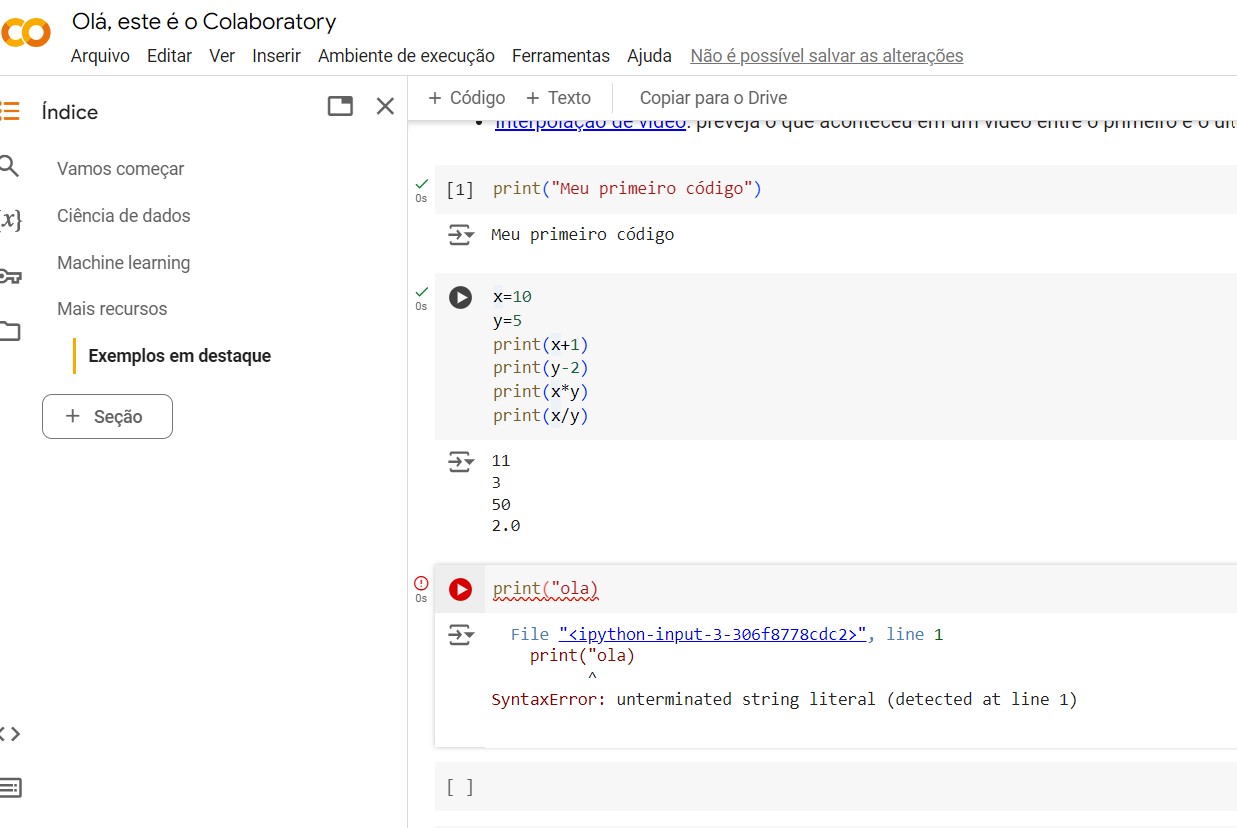 Olá, este é o Colaboratory
Arquivo Editar Ver Inserir Ambiente de execução Ferramentas Ajuda Não é possível salvar as alterações
Índice
+ Código + Texto Copiar para o Drive
Interpolação de vídeo: preveja o que aconteceu em um vídeo entre o primeiro e o
Vamos começar
Ciência de dados
Machine learning
Mais recursos
Exemplos em destaque
+ Seção
{x}
0s
[1] print("Meu primeiro código")
Meu primeiro código
0s
x=10
y=5
print(x+1)
print(y-2)
print(x*y)
print(x/y)
11
3
50
2.0
0s
print("ola)
File "<ipython-input-3-306f8778cdc2>", line 1
print("ola)
^
SyntaxError: unterminated string literal (detected at line 1)
[ ]